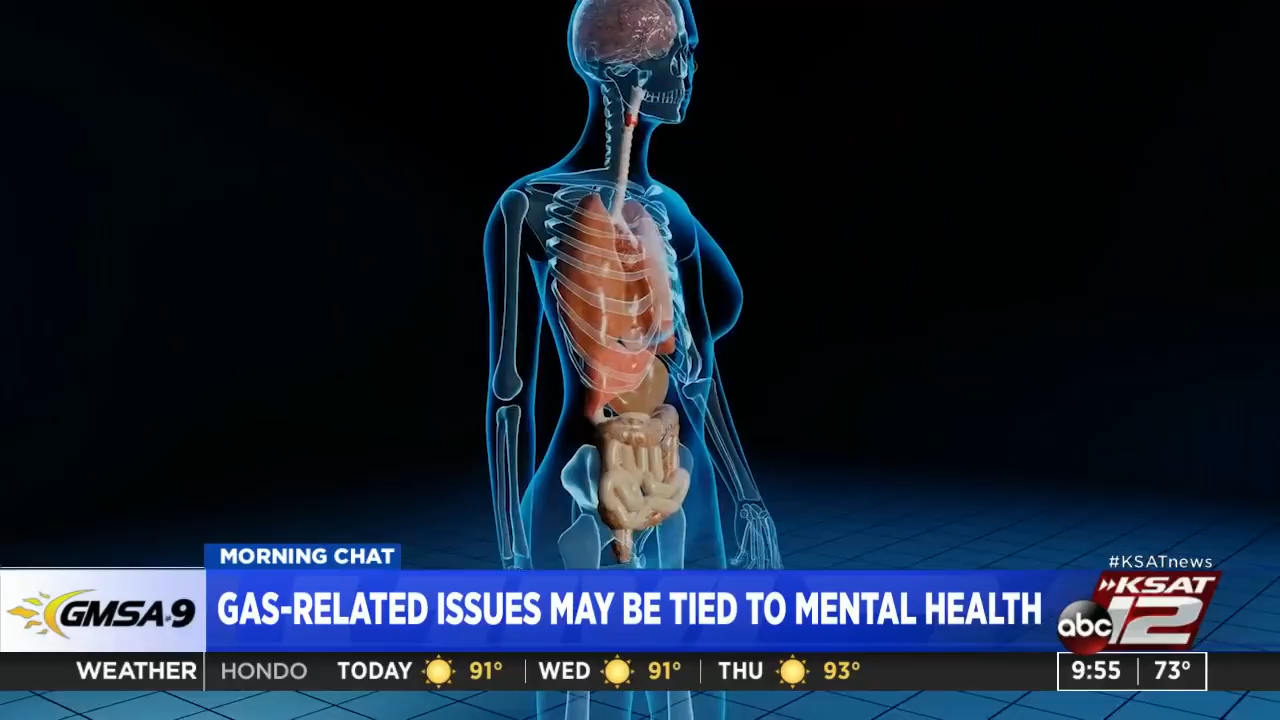 MORNING CHAT
#KSATnews
GMSA@9
GAS-RELATED ISSUES MAY BE TIED TO MENTAL HEALTH
KSAT
abc 12
WEATHER HONDO TODAY 91° WED 91° THU 93° 9:55 73°